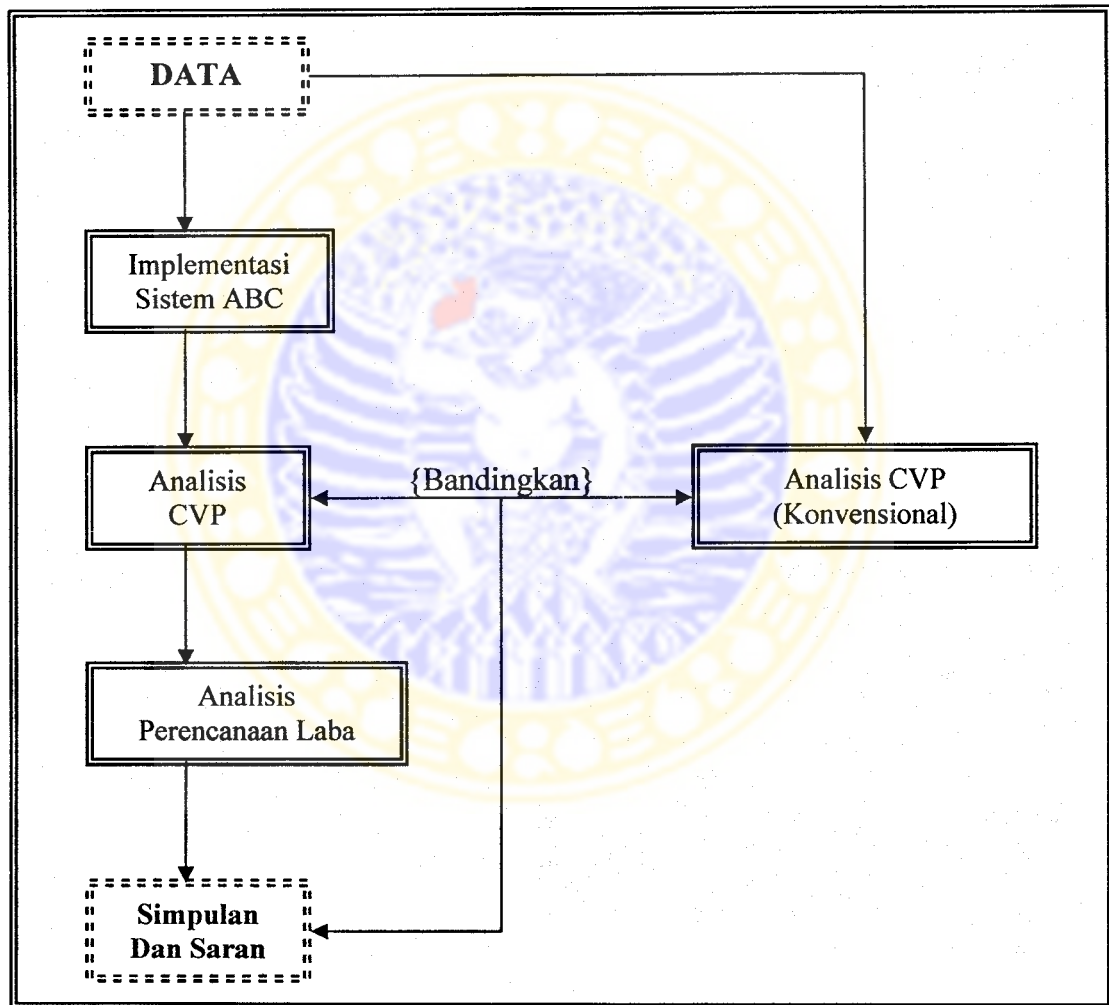 DATA
Implementasi
Sistem ABC
Analisis
CVP
{Bandingkan}
Analisis CVP
(Konvensional)
Analisis
Perencanaan Laba
Simpulan
Dan Saran